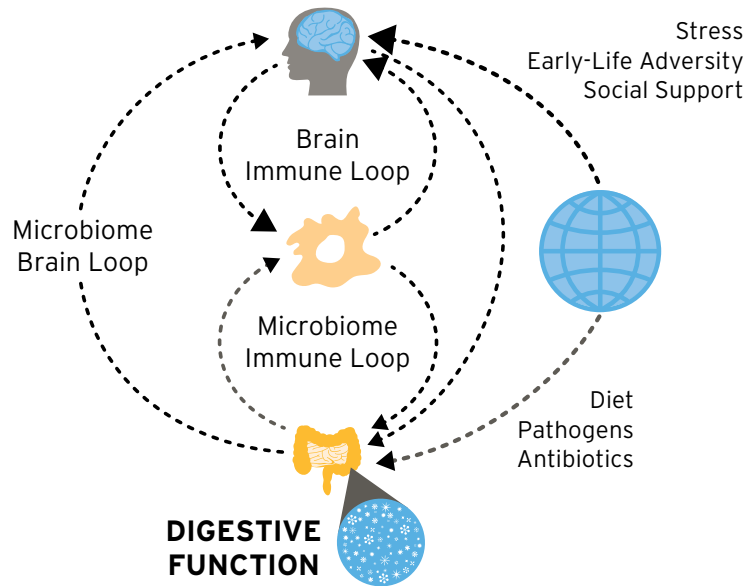 Stress
Early-Life Adversity
Social Support
Brain
Immune Loop
Microbiome
Brain Loop
Microbiome
Immune Loop
Diet
Pathogens
Antibiotics
DIGESTIVE
FUNCTION